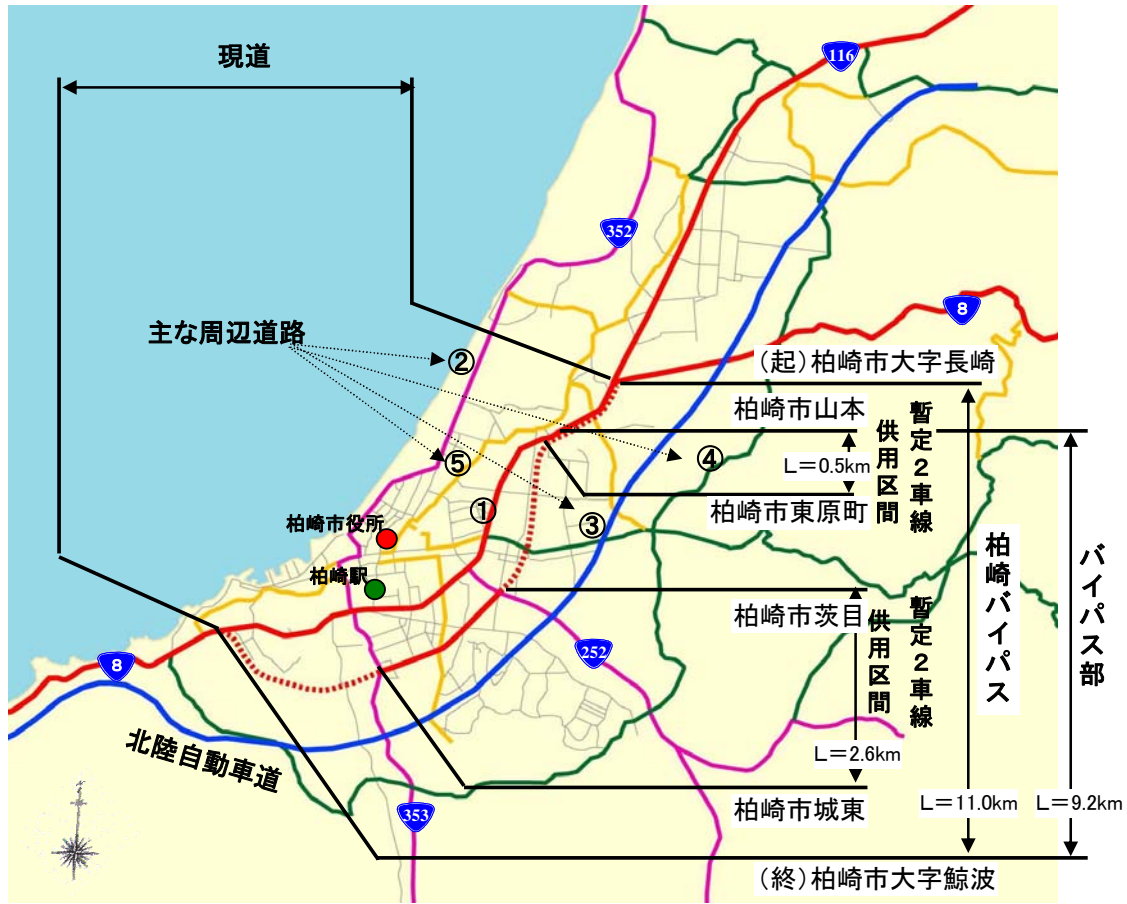 現道
116
352
8
主な周辺道路
②
(起)柏崎市大字長崎
柏崎市山本
暫定2車線
供用区間
L=0.5km
④
⑤
①
③
柏崎市東原町
柏崎市役所
柏崎駅
柏崎市茨目
暫定2車線
供用区間
柏崎バイパス
バイパス部
252
8
北陸自動車道
L=2.6km
353
柏崎市城東
L=11.0km
L=9.2km
(終)柏崎市大字鯨波